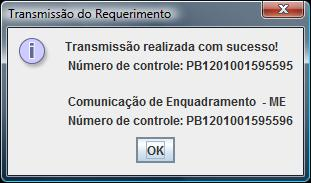 Transmissão do Requerimento
Transmissão realizada com sucesso!
Número de controle: PB1201001595595
Comunicação de Enquadramento - ME
Número de controle: PB1201001595596
OK